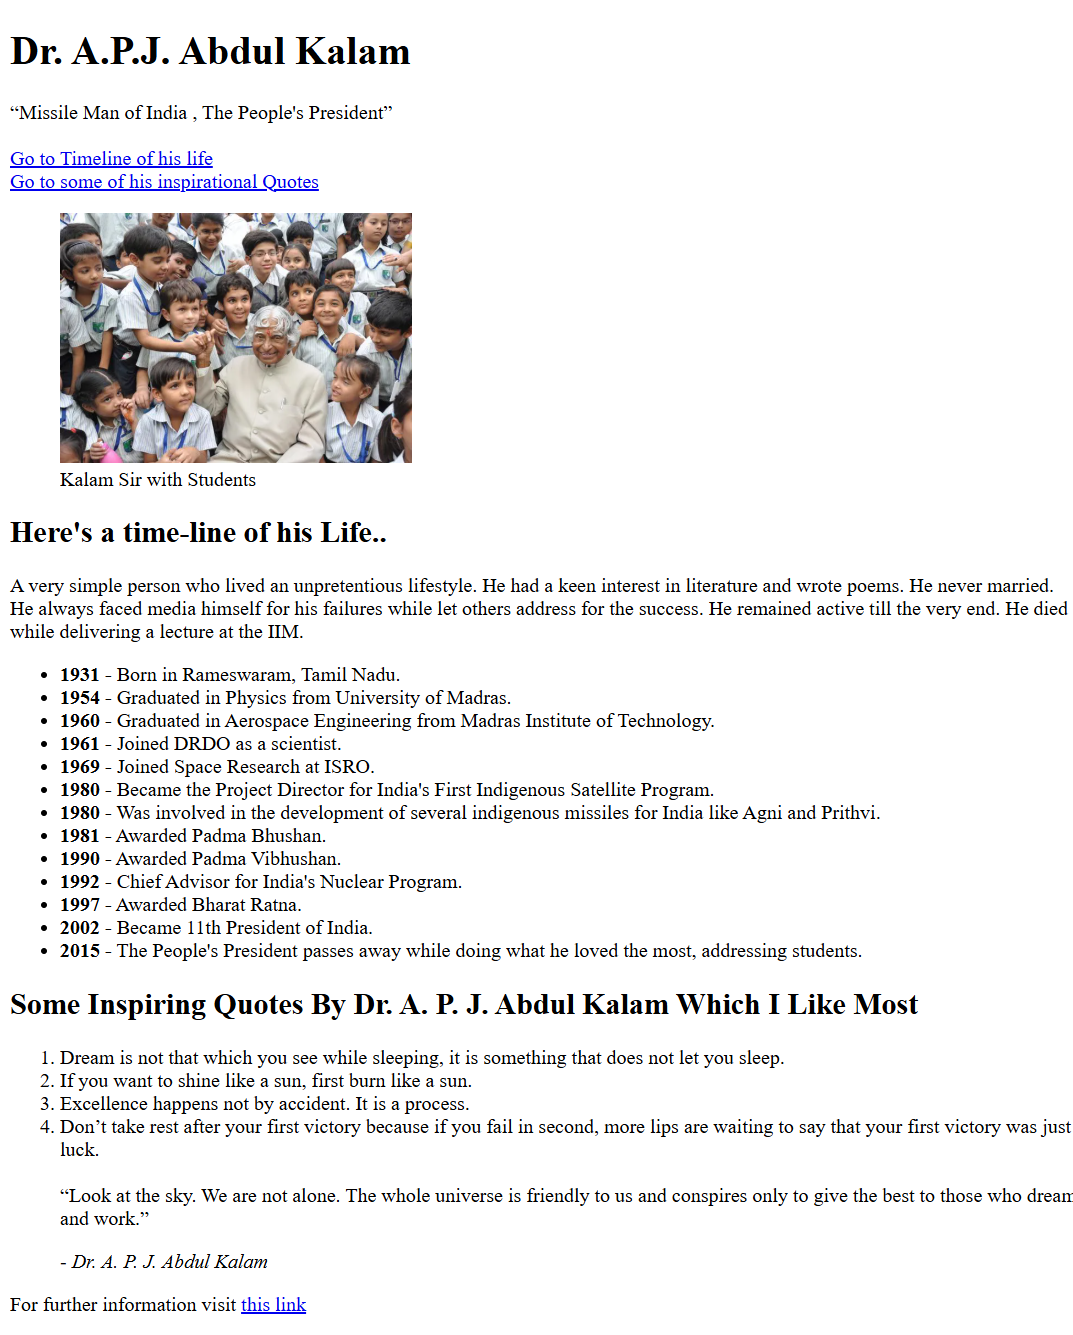 Dr. A.P.J. Abdul Kalam
“Missile Man of India , The People's President”
Go to Timeline of his life
Go to some of his inspirational Quotes
Kalam Sir with Students
Here's a time-line of his Life..
A very simple person who lived an unpretentious lifestyle. He had a keen interest in literature and wrote poems. He never married.
He always faced media himself for his failures while let others address for the success. He remained active till the very end. He died
while delivering a lecture at the IIM.
• 1931 - Born in Rameswaram, Tamil Nadu.
• 1954 - Graduated in Physics from University of Madras.
• 1960 - Graduated in Aerospace Engineering from Madras Institute of Technology.
• 1961 - Joined DRDO as a scientist.
• 1969 - Joined Space Research at ISRO.
• 1980 - Became the Project Director for India's First Indigenous Satellite Program.
• 1980 - Was involved in the development of several indigenous missiles for India like Agni and Prithvi.
• 1981 - Awarded Padma Bhushan.
• 1990 - Awarded Padma Vibhushan.
• 1992 - Chief Advisor for India's Nuclear Program.
• 1997 - Awarded Bharat Ratna.
• 2002 - Became 11th President of India.
• 2015 - The People's President passes away while doing what he loved the most, addressing students.
Some Inspiring Quotes By Dr. A. P. J. Abdul Kalam Which I Like Most
1. Dream is not that which you see while sleeping, it is something that does not let you sleep.
2. If you want to shine like a sun, first burn like a sun.
3. Excellence happens not by accident. It is a process.
4. Don’t take rest after your first victory because if you fail in second, more lips are waiting to say that your first victory was just
luck.
“Look at the sky. We are not alone. The whole universe is friendly to us and conspires only to give the best to those who dream
and work.”
- Dr. A. P. J. Abdul Kalam
For further information visit this link